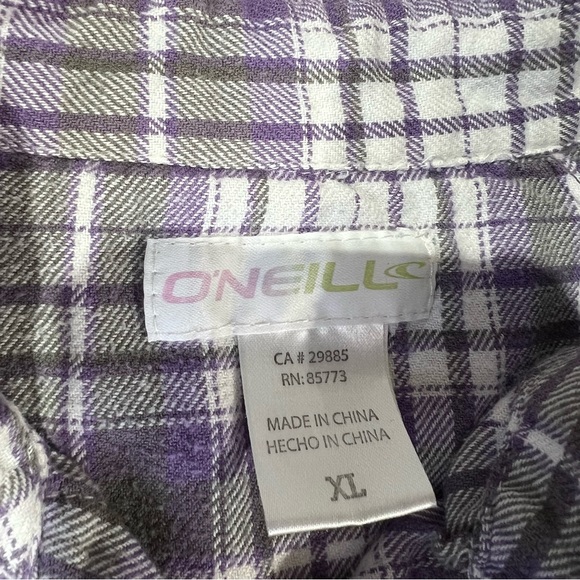 O'NEILL
CA # 29885
RN: 85773
MADE IN CHINA
HECHO IN CHINA
XL